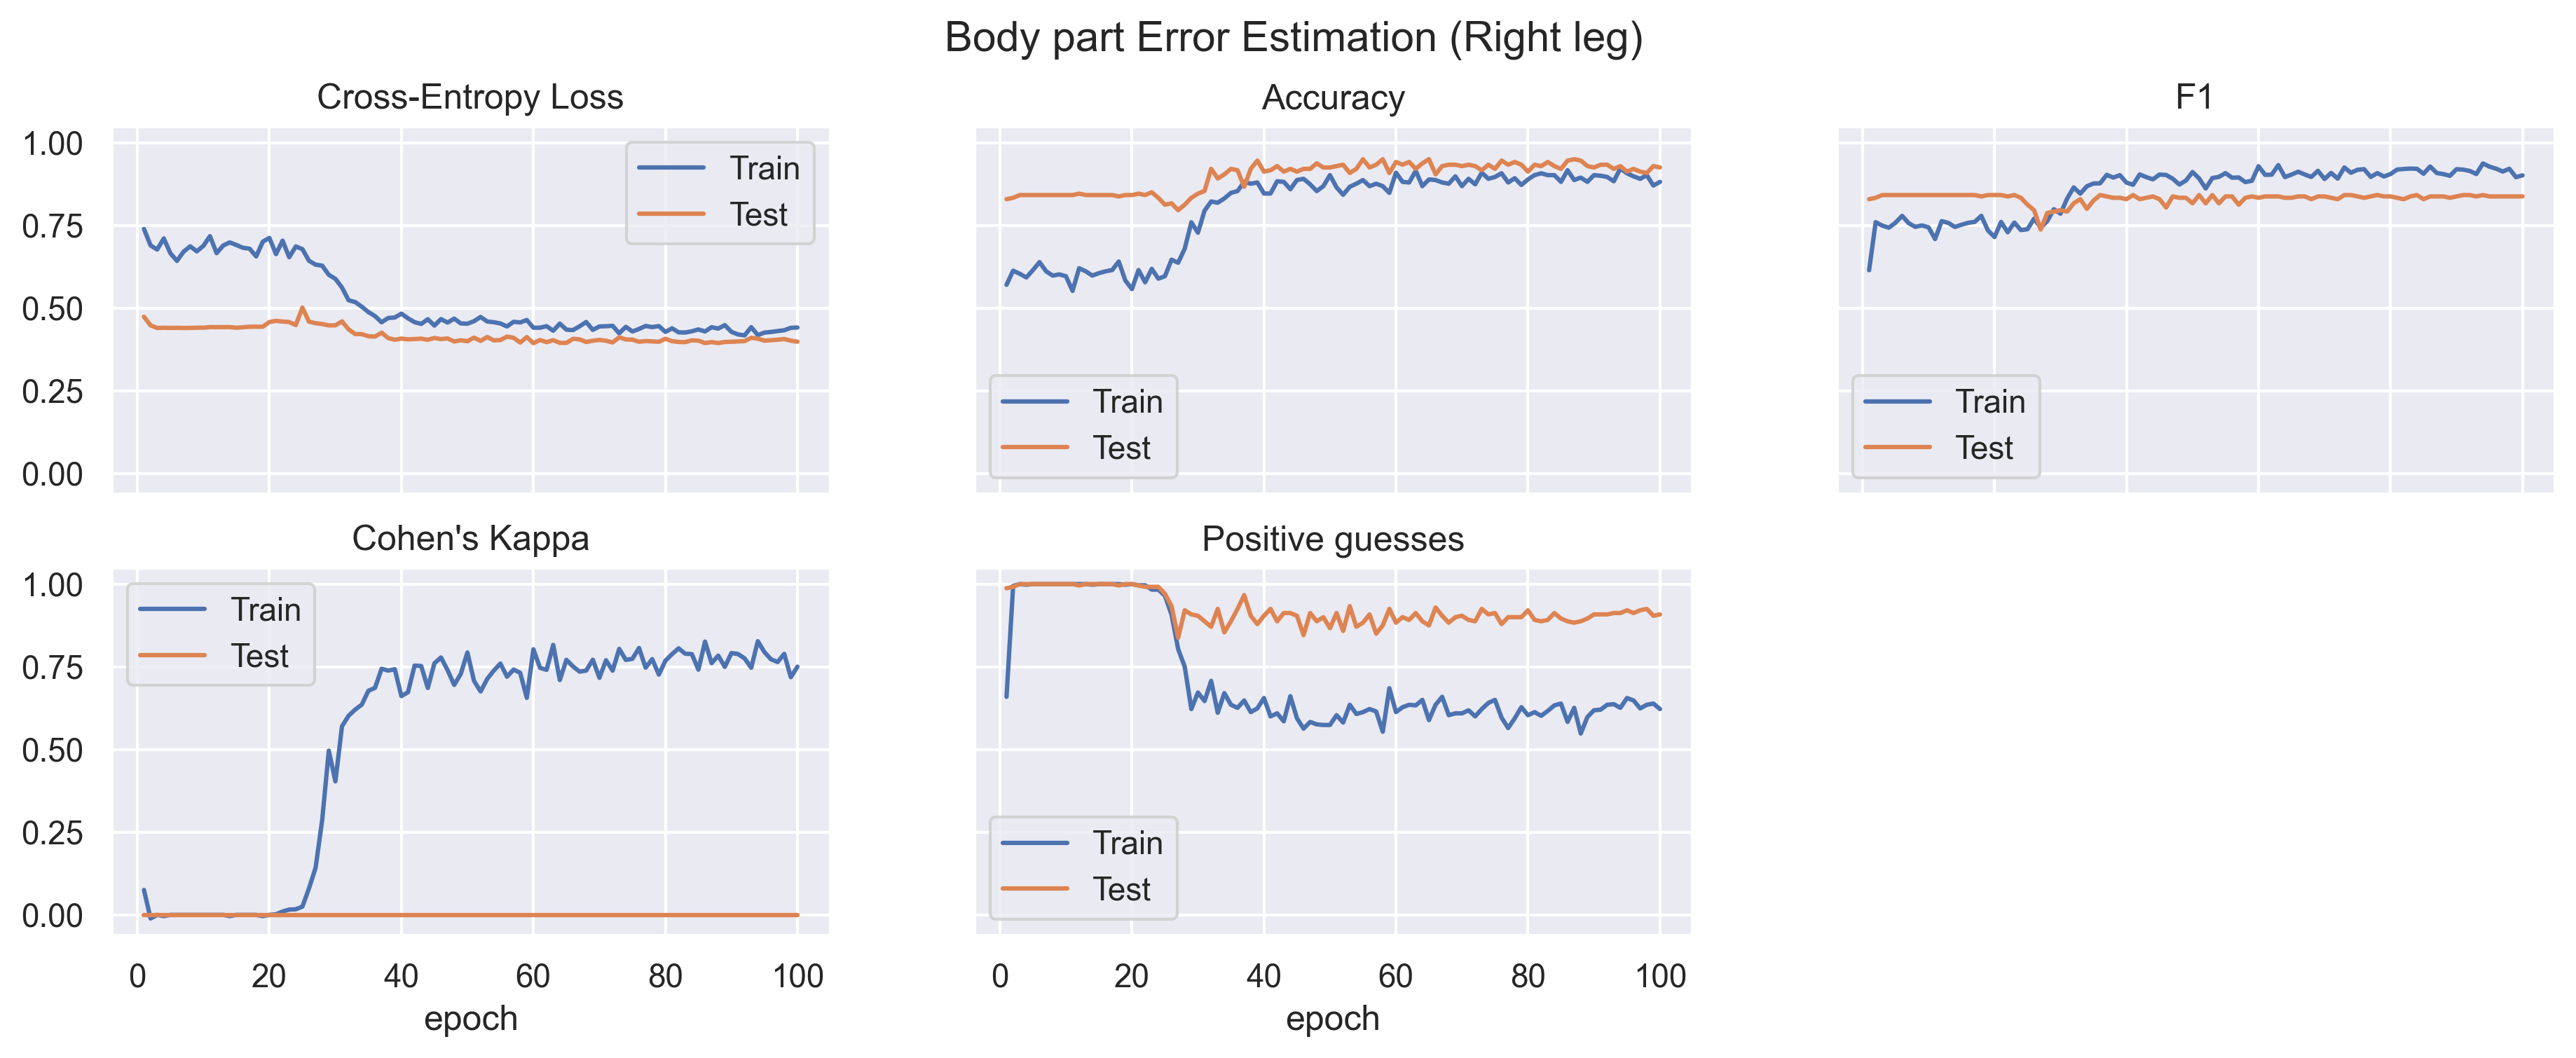 Body part Error Estimation (Right leg)
Cross-Entropy Loss
Accuracy
F1
1.00
0.75
0.50
0.25
0.00
Train
Test
Train
Test
Train
Test
Cohen's Kappa
Positive guesses
1.00
0.75
0.50
0.25
0.00
Train
Test
Train
Test
0 20 40 60 80 100
0 20 40 60 80 100
epoch
epoch